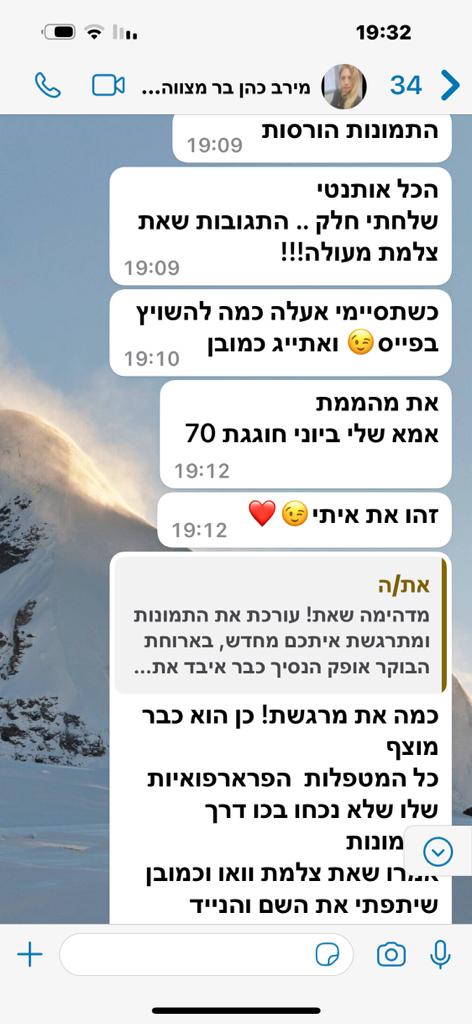 19:32
34
מירב כהן בר מצווה...
התמונות הורסות
19:09
הכל אותנטי
שלחתי חלק .. התגובות שאת
צלמת מעולה!!!
19:09
כשתסיימי אעלה כמה להשויץ
בפייס😉 ואתייג כמובן
19:10
את מהממת
אמא שלי ביוני חוגגת 70
19:12
זהו את איתי😉 ❤️
19:12
את/ה
מדהימה שאת! עורכת את התמונות
ומתרגשת איתכם מחדש, בארוחת
הבוקר אופק הנסיך כבר איבד את...
כמה את מרגשת! כן הוא כבר
מוצף
כל המטפלות הפרארפואיות
שלו שלא נכחו בכו דרך
מונות
אמרו שאת צלמת וואו וכמובן
שיתפתי את השם והנייד